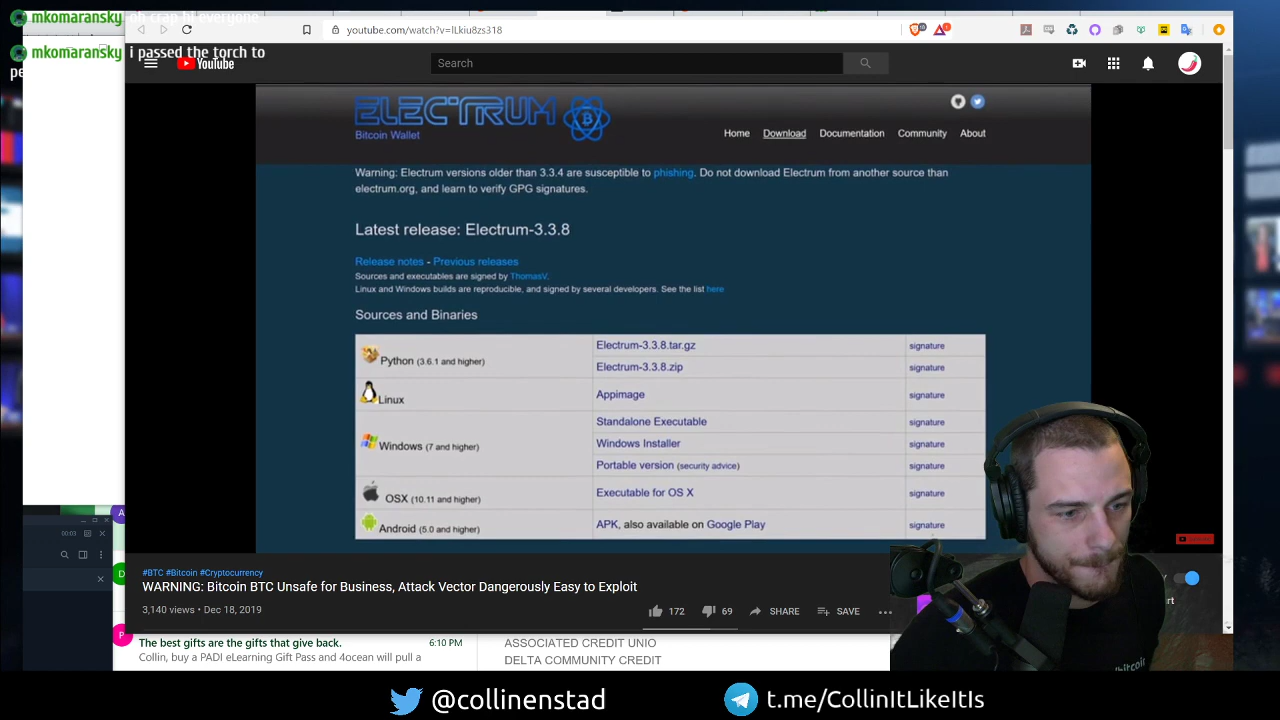 mkomaransky oh crap hi everyone
mkomaransky i passed the torch to
pe
youtube.com/watch?v=lLkiu8zs318
YouTube
Search
ELECTRUM
Bitcoin Wallet
Home Download Documentation Community About
Warning: Electrum versions older than 3.3.4 are susceptible to phishing. Do not download Electrum from another source than
electrum.org, and learn to verify GPG signatures.
Latest release: Electrum-3.3.8
Release notes - Previous releases
Sources and executables are signed by ThomasV.
Linux and Windows builds are reproducible, and signed by several developers. See the list here
Sources and Binaries
Python (3.6.1 and higher) Electrum-3.3.8.tar.gz signature
Electrum-3.3.8.zip signature
Linux Appimage signature
Windows (7 and higher) Standalone Executable signature
Windows Installer signature
Portable version (security advice) signature
OSX (10.11 and higher) Executable for OS X signature
Android (5.0 and higher) APK, also available on Google Play signature
#BTC #Bitcoin #Cryptocurrency
WARNING: Bitcoin BTC Unsafe for Business, Attack Vector Dangerously Easy to Exploit
3,140 views • Dec 18, 2019
172 69 SHARE SAVE
00:03
The best gifts are the gifts that give back. 6:10 PM
Collin, buy a PADI eLearning Gift Pass and 4ocean will pull a
ASSOCIATED CREDIT UNIO
DELTA COMMUNITY CREDIT
@collinenstad
t.me/CollinItLikeItIs